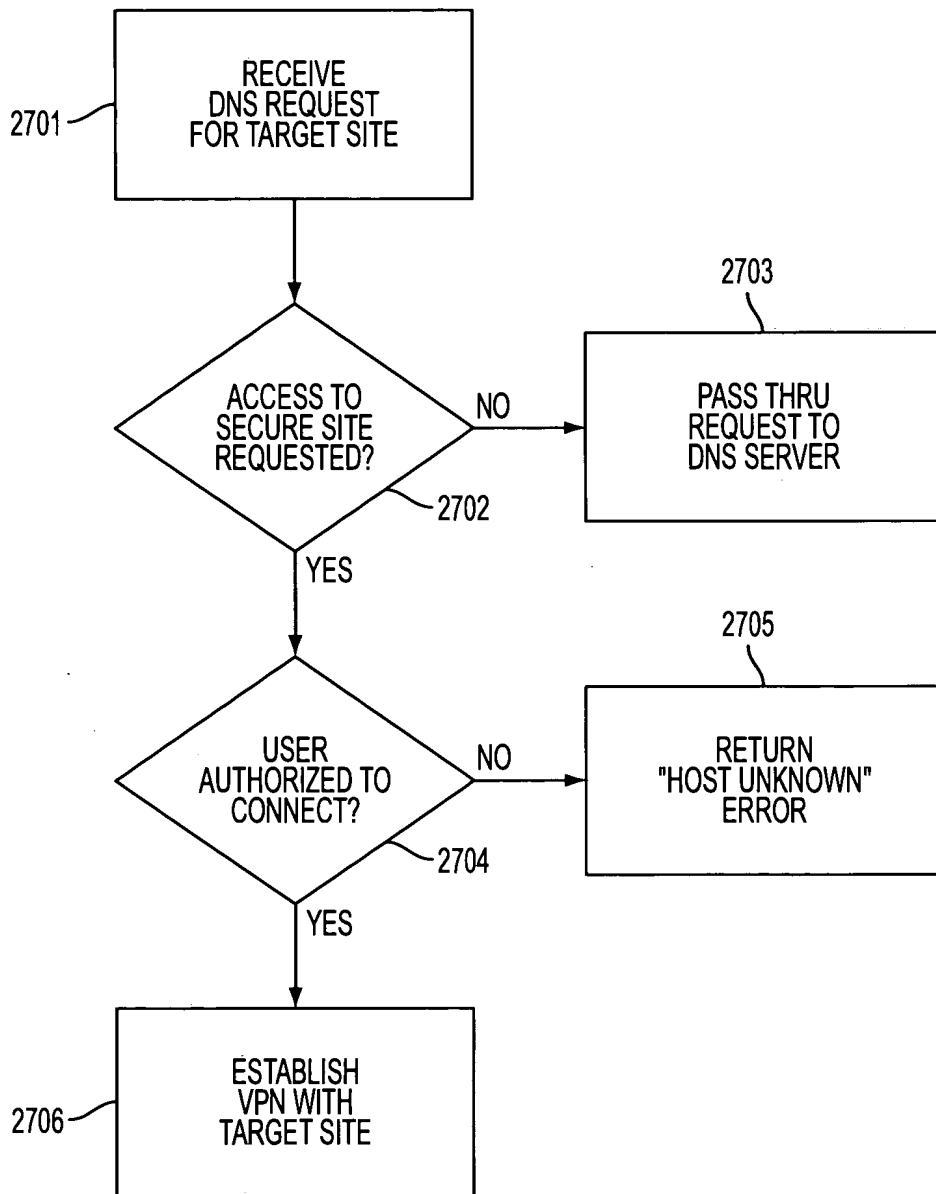 RECEIVE
DNS REQUEST
FOR TARGET SITE
2701
ACCESS TO
SECURE SITE
REQUESTED?
2702
NO
2703
PASS THRU
REQUEST TO
DNS SERVER
YES
USER
AUTHORIZED TO
CONNECT?
2704
NO
2705
RETURN
"HOST UNKNOWN"
ERROR
YES
ESTABLISH
VPN WITH
TARGET SITE
2706